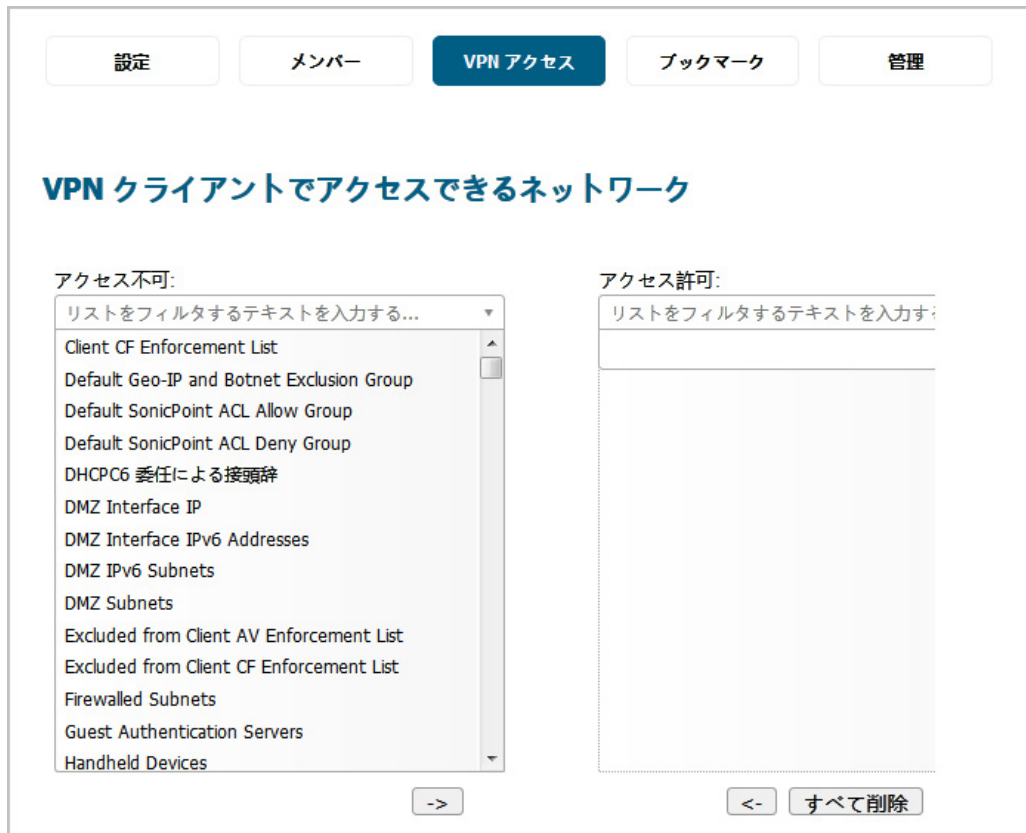 設定
メンバー
VPN アクセス
ブックマーク
管理
VPN クライアントでアクセスできるネットワーク
アクセス不可:
リストをフィルタするテキストを入力する...
Client CF Enforcement List
Default Geo-IP and Botnet Exclusion Group
Default SonicPoint ACL Allow Group
Default SonicPoint ACL Deny Group
DHCPC6 委任による接頭辞
DMZ Interface IP
DMZ Interface IPv6 Addresses
DMZ IPv6 Subnets
DMZ Subnets
Excluded from Client AV Enforcement List
Excluded from Client CF Enforcement List
Firewalled Subnets
Guest Authentication Servers
Handheld Devices
->
アクセス許可:
リストをフィルタするテキストを入力す
<-
すべて削除